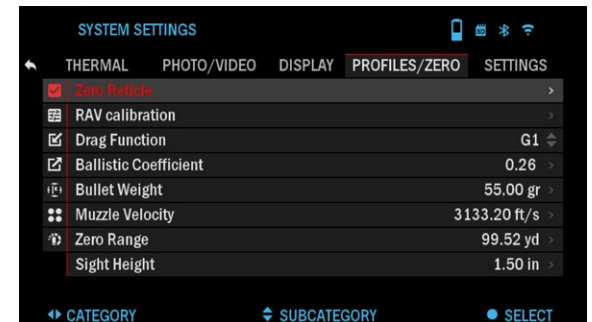 SYSTEM SETTINGS
THERMAL PHOTO/VIDEO DISPLAY PROFILES/ZERO SETTINGS
Zero Reticle
RAV calibration
Drag Function G1
Ballistic Coefficient 0.26
Bullet Weight 55.00 gr
Muzzle Velocity 3133.20 ft/s
Zero Range 99.52 yd
Sight Height 1.50 in
CATEGORY SUBCATEGORY SELECT